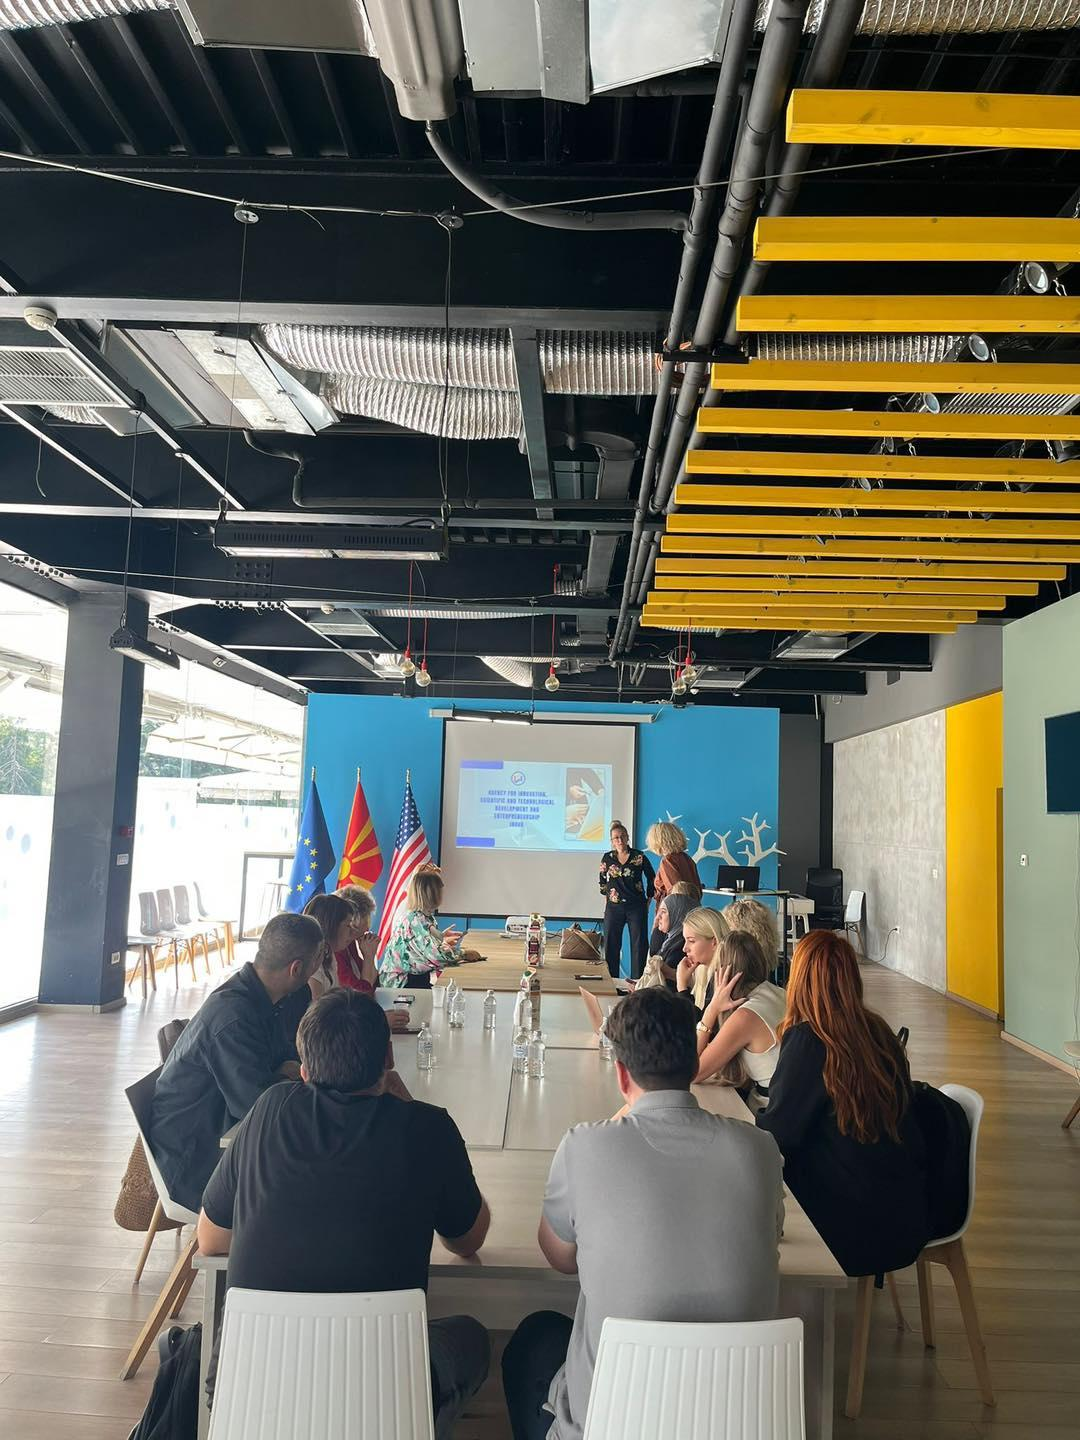 AGENCY FOR INNOVATION,
SCIENTIFIC AND TECHNOLOGICAL
DEVELOPMENT AND
ENTREPRENEURSHIP